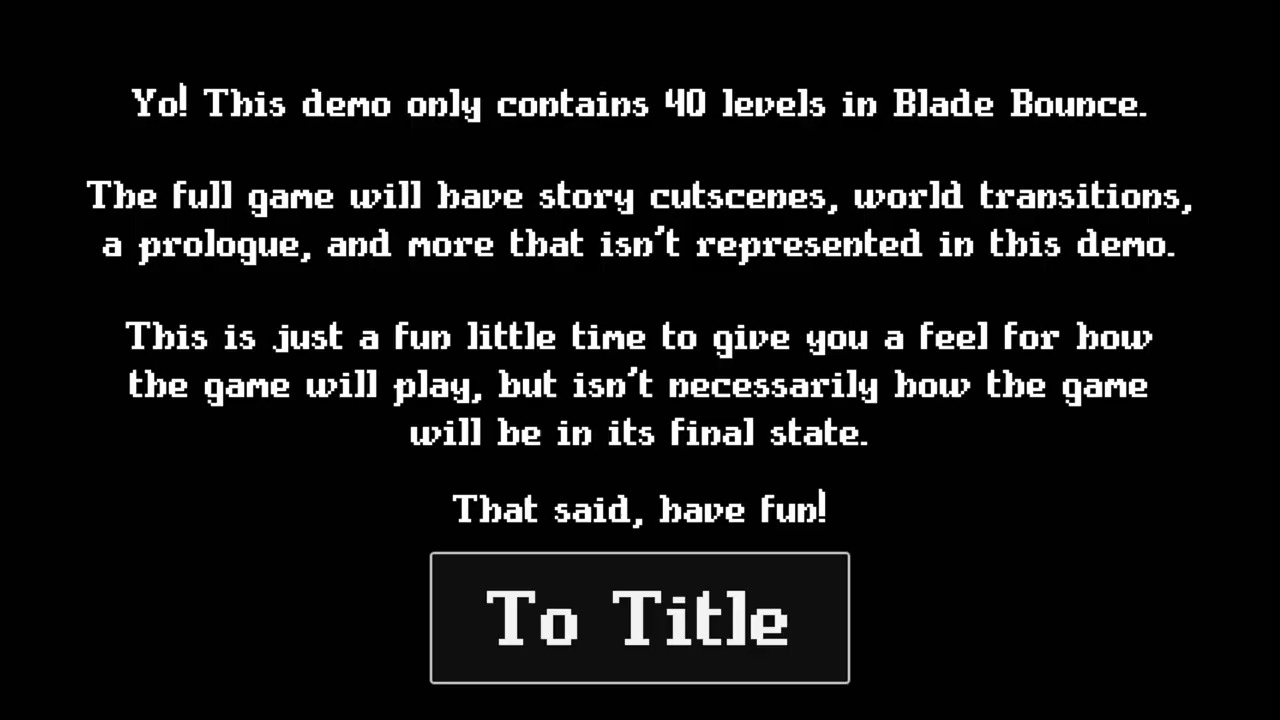 Yo! This demo only contains 40 levels in Blade Bounce.
The full game will have story cutscenes, world transitions,
a prologue, and more that isn't represented in this demo.
This is just a fun little time to give you a feel for how
the game will play, but isn't necessarily how the game
will be in its final state.
That said, have fun!
To Title